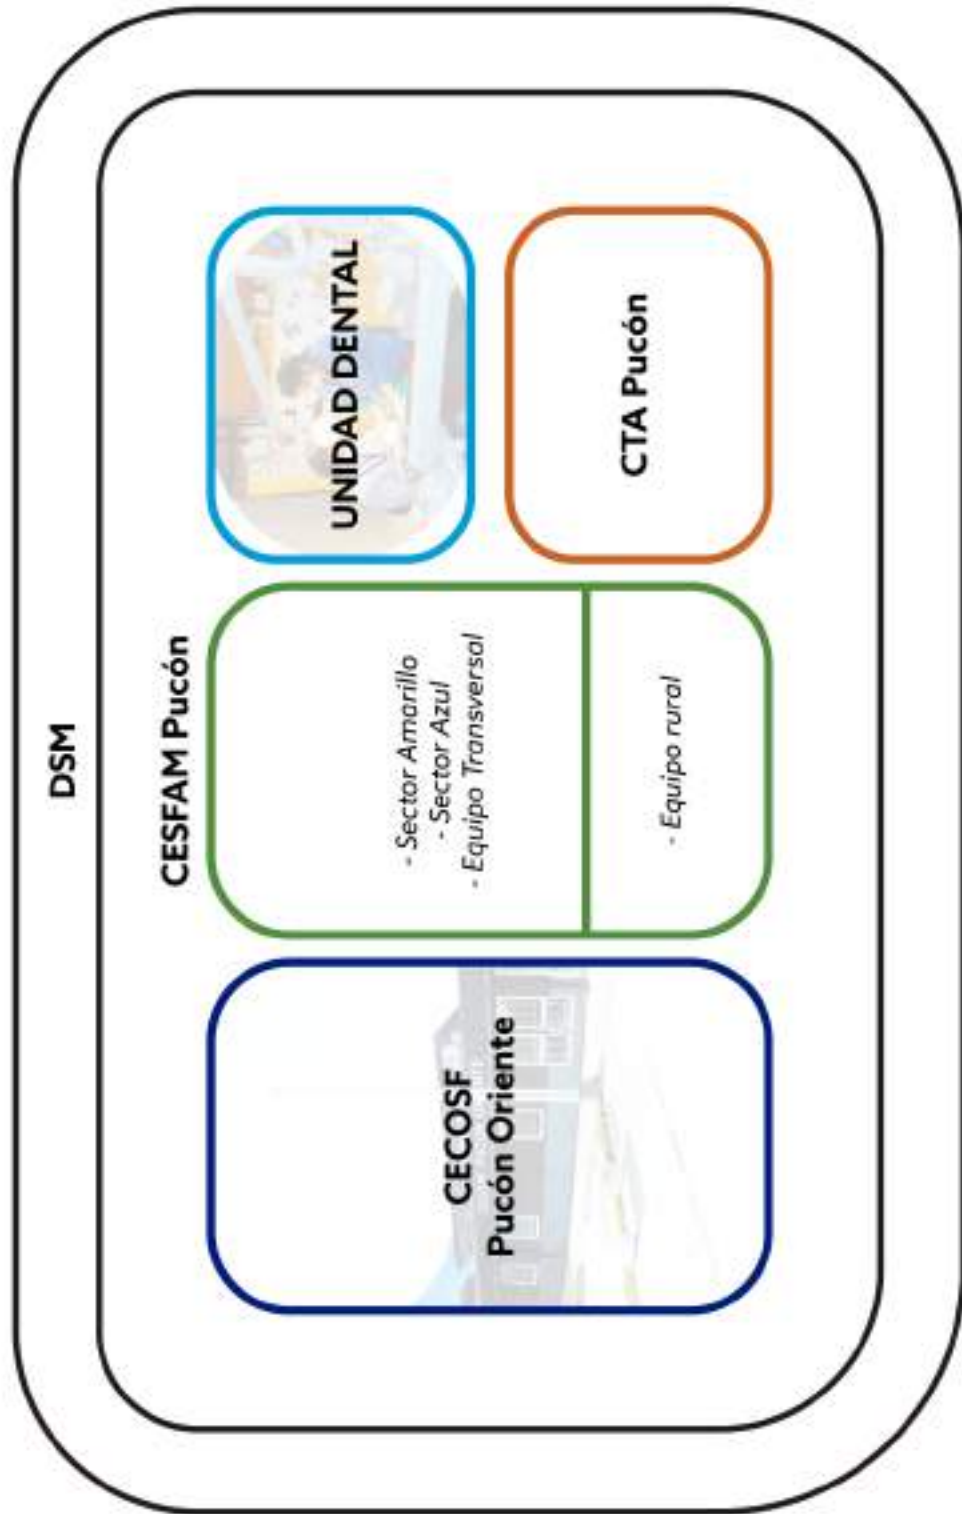 DSM
CESFAM Pucón
CECOSF
Pucón Oriente
- Sector Amarillo
- Sector Azul
- Equipo Transversal
- Equipo rural
UNIDAD DENTAL
CTA Pucón